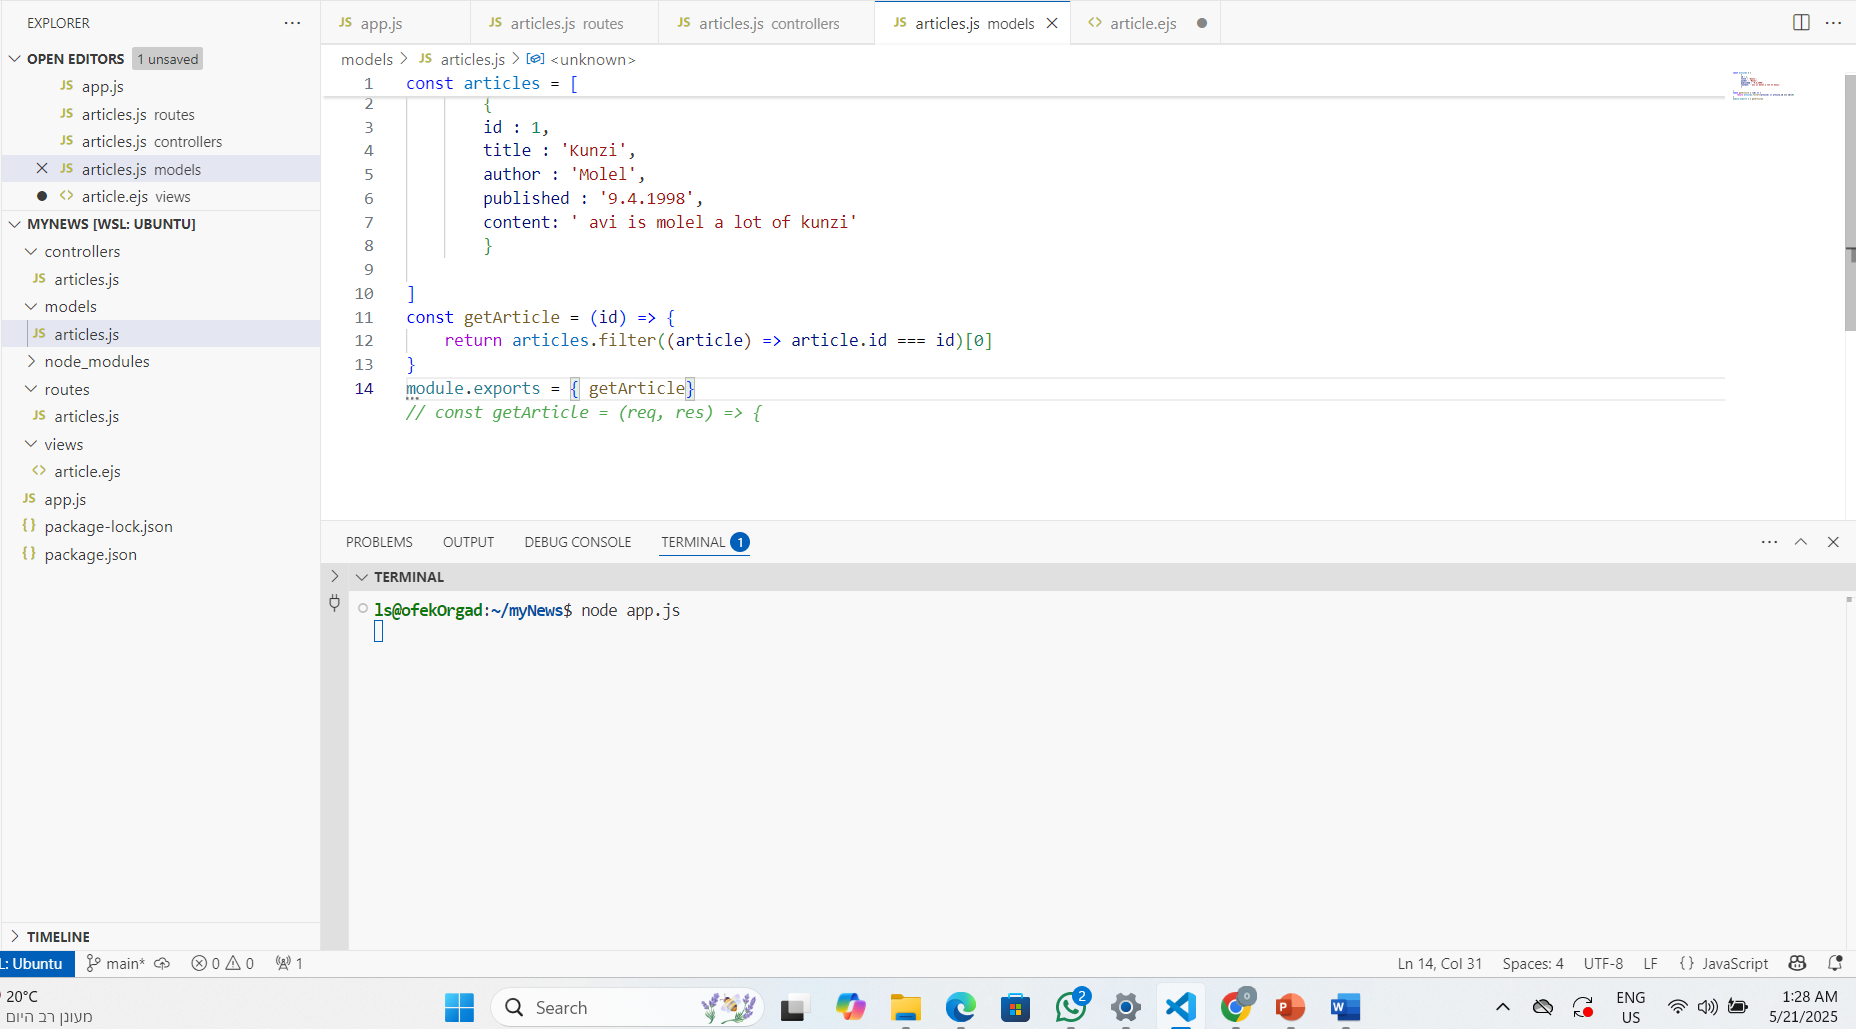 EXPLORER
OPEN EDITORS 1 unsaved
JS app.js
JS articles.js routes
JS articles.js controllers
JS articles.js models
<> article.ejs views
MYNEWS [WSL: UBUNTU]
controllers
JS articles.js
models
JS articles.js
node_modules
routes
JS articles.js
views
<> article.ejs
JS app.js
{} package-lock.json
{} package.json
TIMELINE
JS app.js JS articles.js routes JS articles.js controllers JS articles.js models <> article.ejs
models > JS articles.js > <unknown>
1 const articles = [
2 {
3 id : 1,
4 title : 'Kunzi',
5 author : 'Molel',
6 published : '9.4.1998',
7 content: ' avi is molel a lot of kunzi'
8 }
9
10 ]
11 const getArticle = (id) => {
12 return articles.filter((article) => article.id === id)[0]
13 }
14 module.exports = { getArticle}
// const getArticle = (req, res) => {
PROBLEMS OUTPUT DEBUG CONSOLE TERMINAL 1
TERMINAL
ls@ofekOrgad:~/myNews$ node app.js
L: Ubuntu main* 0 0 1 Ln 14, Col 31 Spaces: 4 UTF-8 LF {} JavaScript
20°C
מעונן רב היום
Search
2
0
ENG
US
1:28 AM
5/21/2025